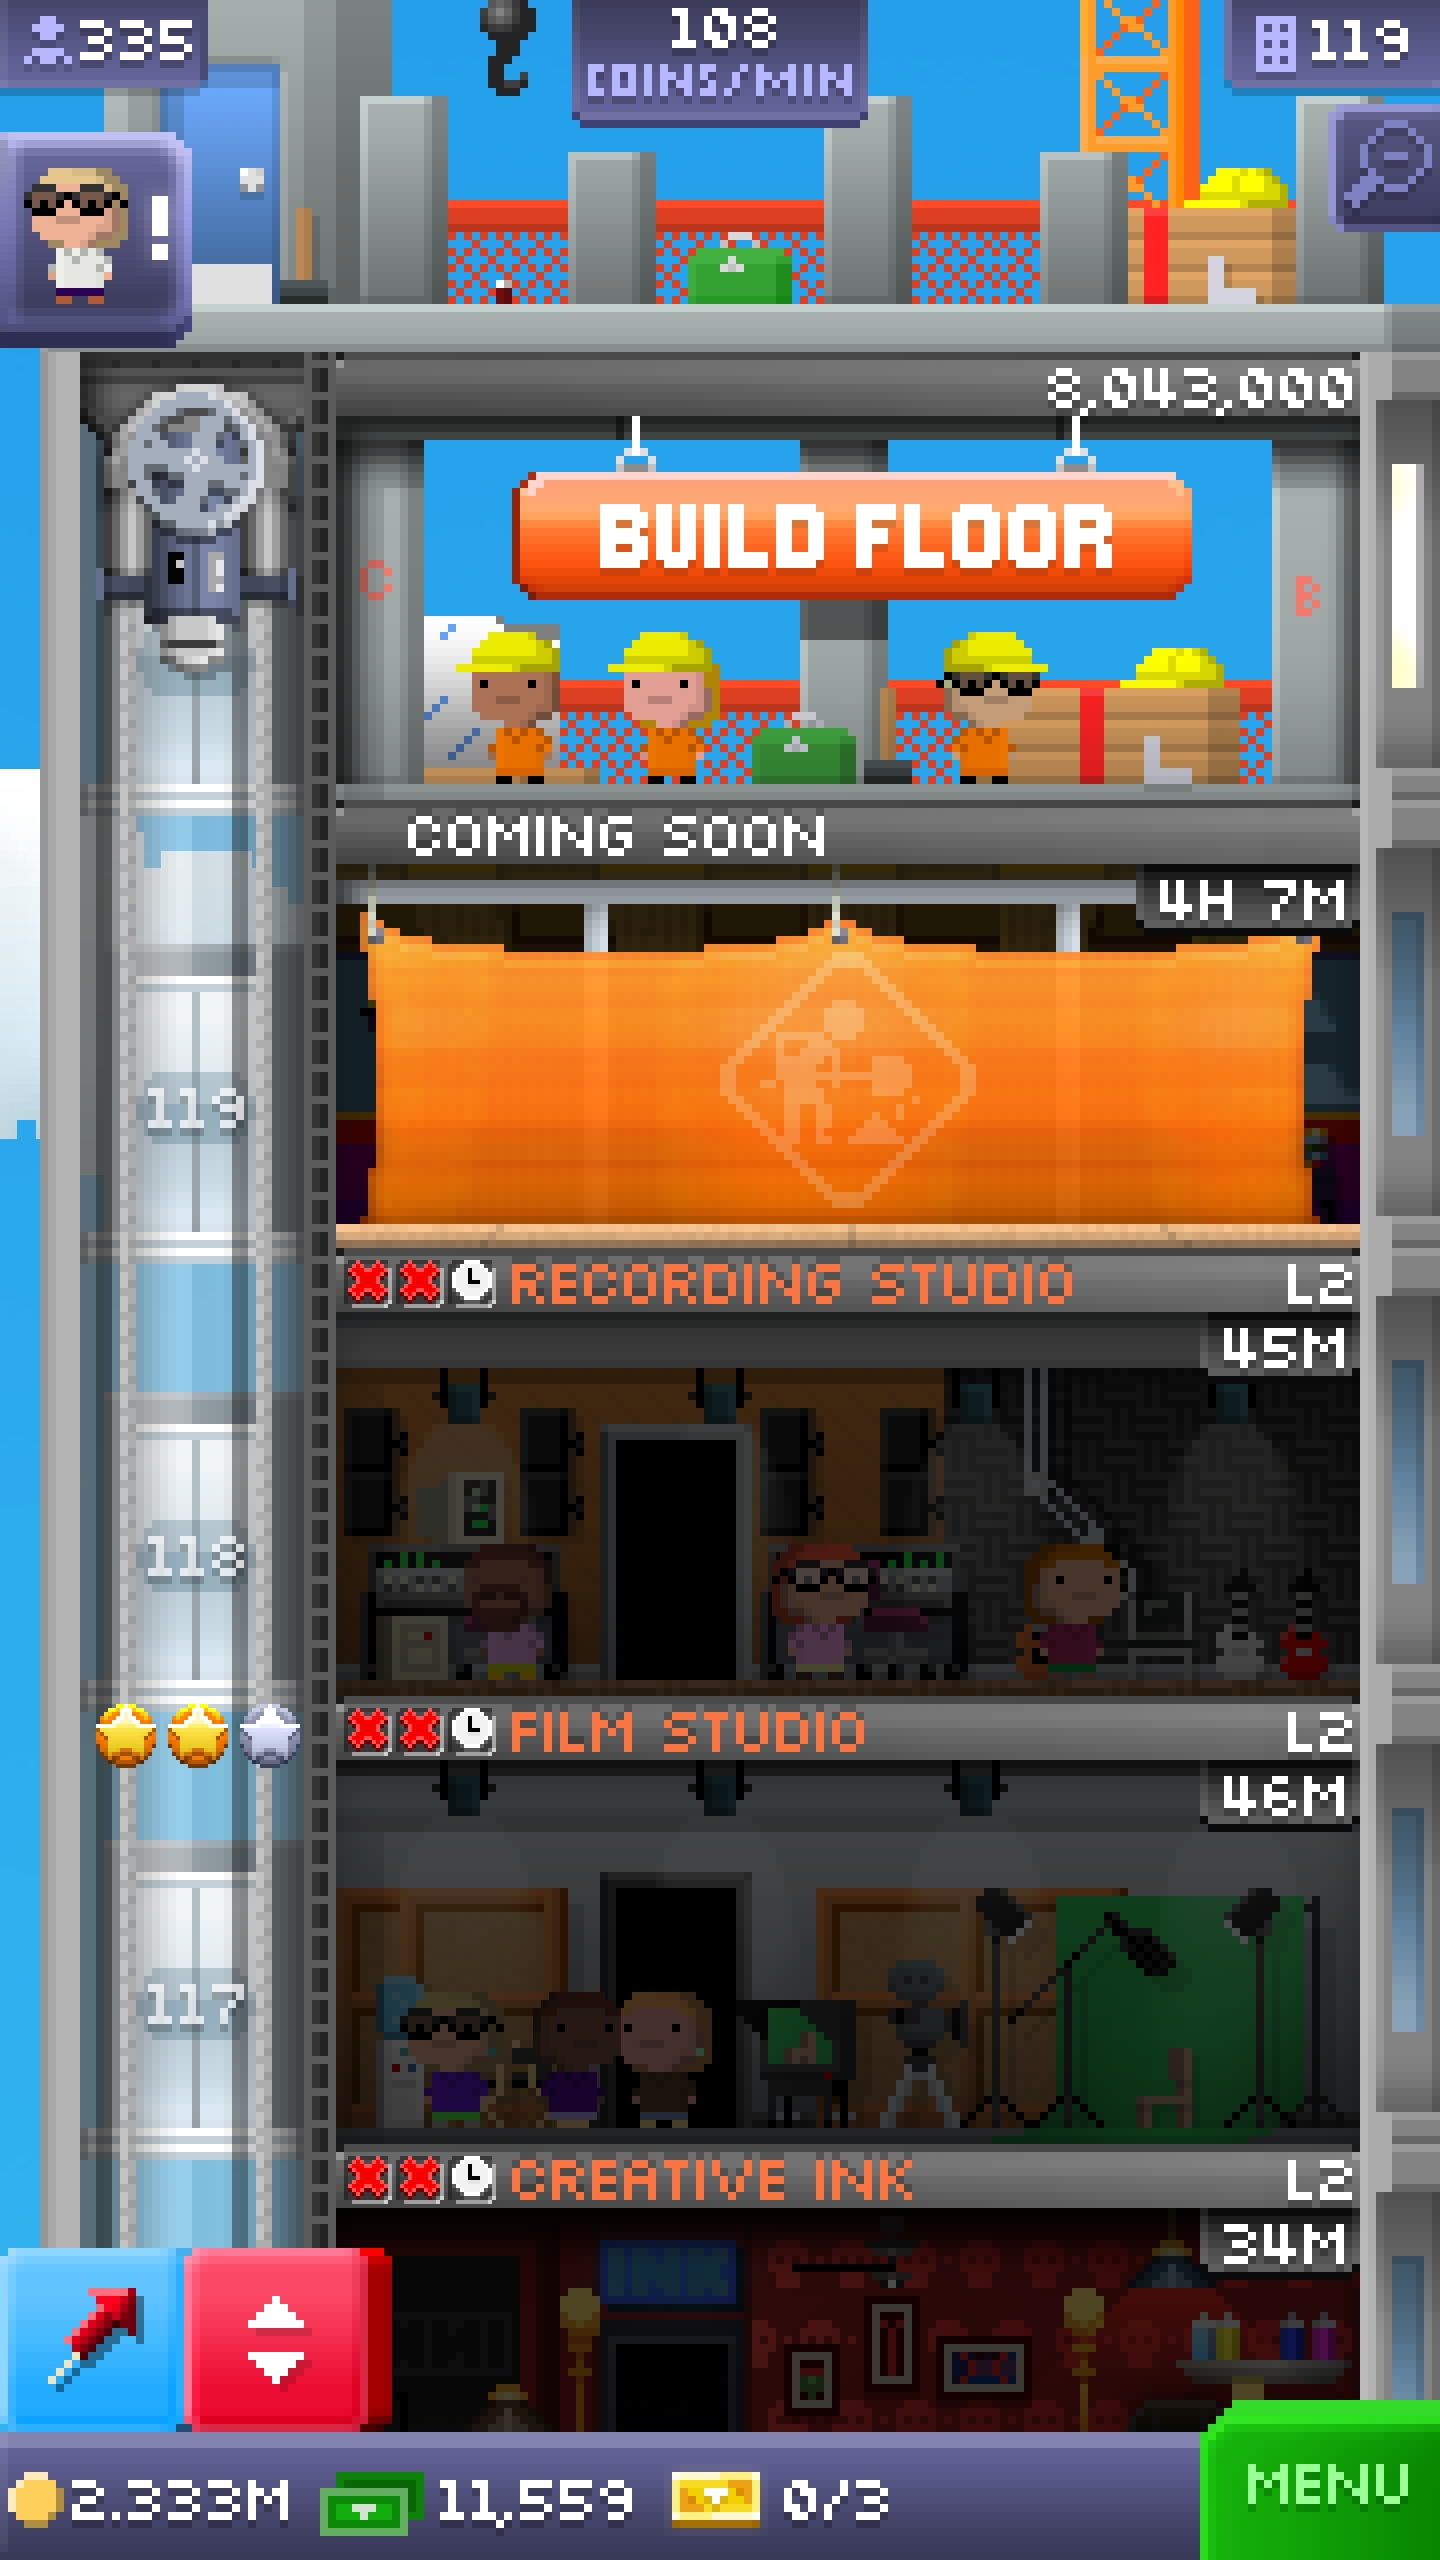 335
108
COINS/MIN
119
!
8,043,000
BUILD FLOOR
C
B
COMING SOON
4H 7M
119
RECORDING STUDIO L2
45M
118
FILM STUDIO L2
46M
117
CREATIVE INK L2
34M
INK
2.333M 11,559 0/3
MENU